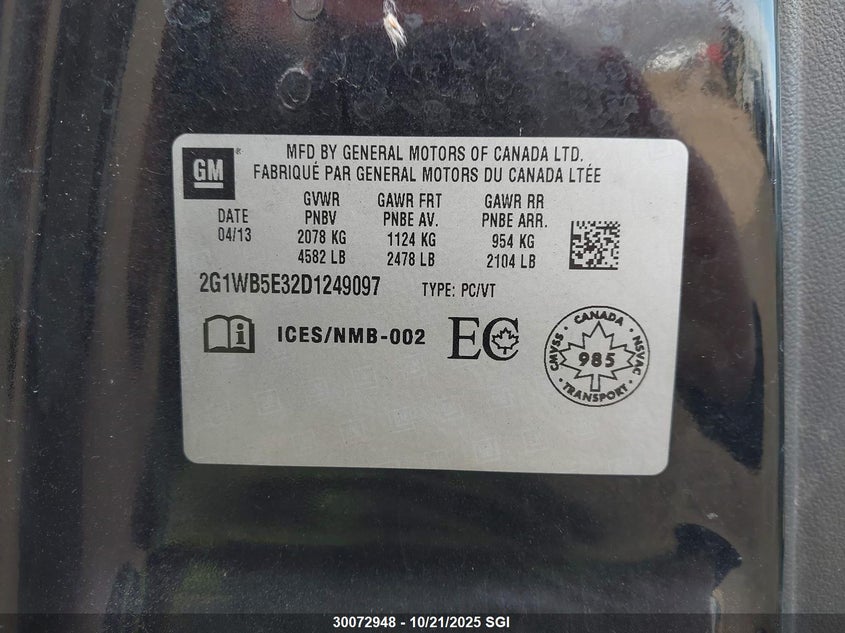 GM®
MFD BY GENERAL MOTORS OF CANADA LTD.
FABRIQUÉ PAR GENERAL MOTORS DU CANADA LTÉE
DATE
04/13
GVWR GAWR FRT GAWR RR
PNBV PNBE AV. PNBE ARR.
2078 KG 1124 KG 954 KG
4582 LB 2478 LB 2104 LB
2G1WB5E32D1249097 TYPE: PC/VT
i ICES/NMB-002 EC
CANADA
CMVSS 985 NSVAC
TRANSPORT
30072948 - 10/21/2025 SGI